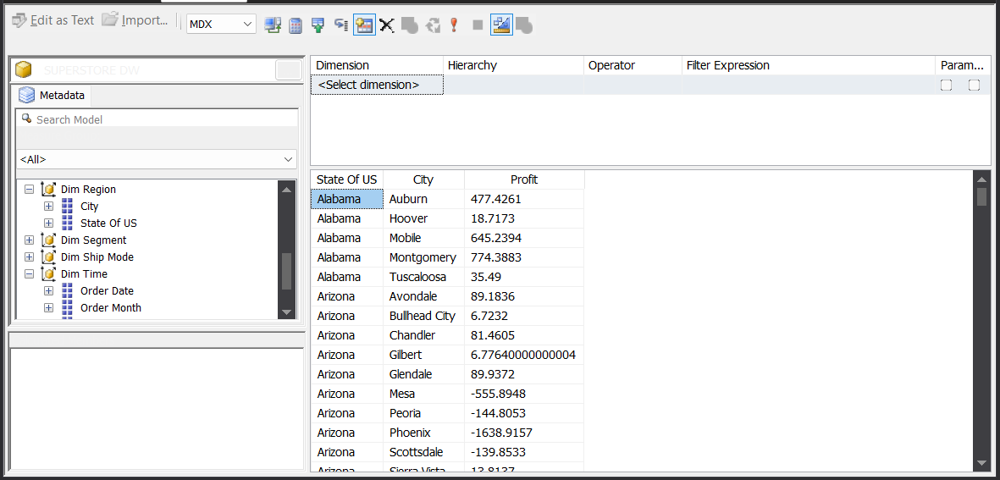 Edit as Text Import... MDX
SUPERSTORE DW
Metadata
Search Model
<All>
Dim Region
City
State Of US
Dim Segment
Dim Ship Mode
Dim Time
Order Date
Order Month
Dimension Hierarchy Operator Filter Expression Param...
<Select dimension>
State Of US City Profit
Alabama Auburn 477.4261
Alabama Hoover 18.7173
Alabama Mobile 645.2394
Alabama Montgomery 774.3883
Alabama Tuscaloosa 35.49
Arizona Avondale 89.1836
Arizona Bullhead City 6.7232
Arizona Chandler 81.4605
Arizona Gilbert 6.77640000000004
Arizona Glendale 89.9372
Arizona Mesa -555.8948
Arizona Peoria -144.8053
Arizona Phoenix -1638.9157
Arizona Scottsdale -139.8533
Arizona Sierra Vista 13.8137